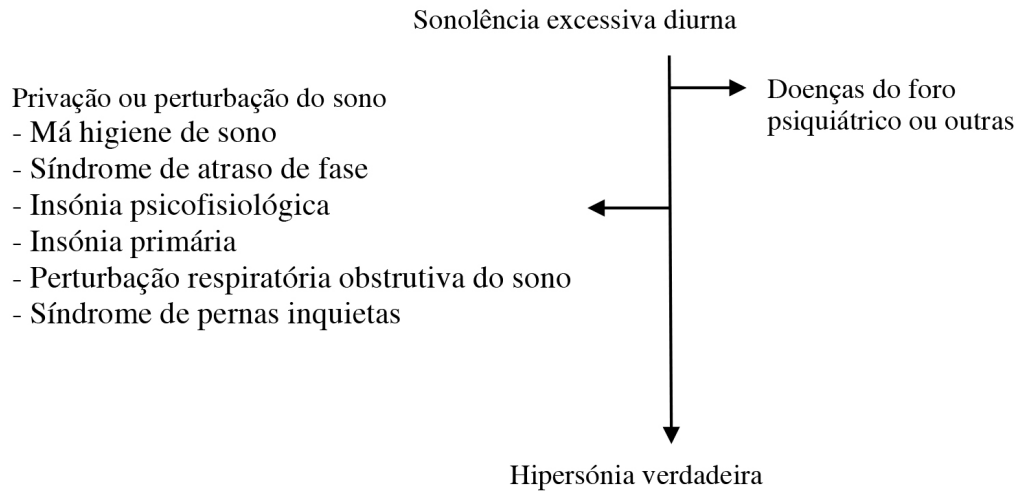 Sonolência excessiva diurna
Doenças do foro
psiquiátrico ou outras
Privação ou perturbação do sono
- Má higiene de sono
- Síndrome de atraso de fase
- Insónia psicofisiológica
- Insónia primária
- Perturbação respiratória obstrutiva do sono
- Síndrome de pernas inquietas
Hipersónia verdadeira